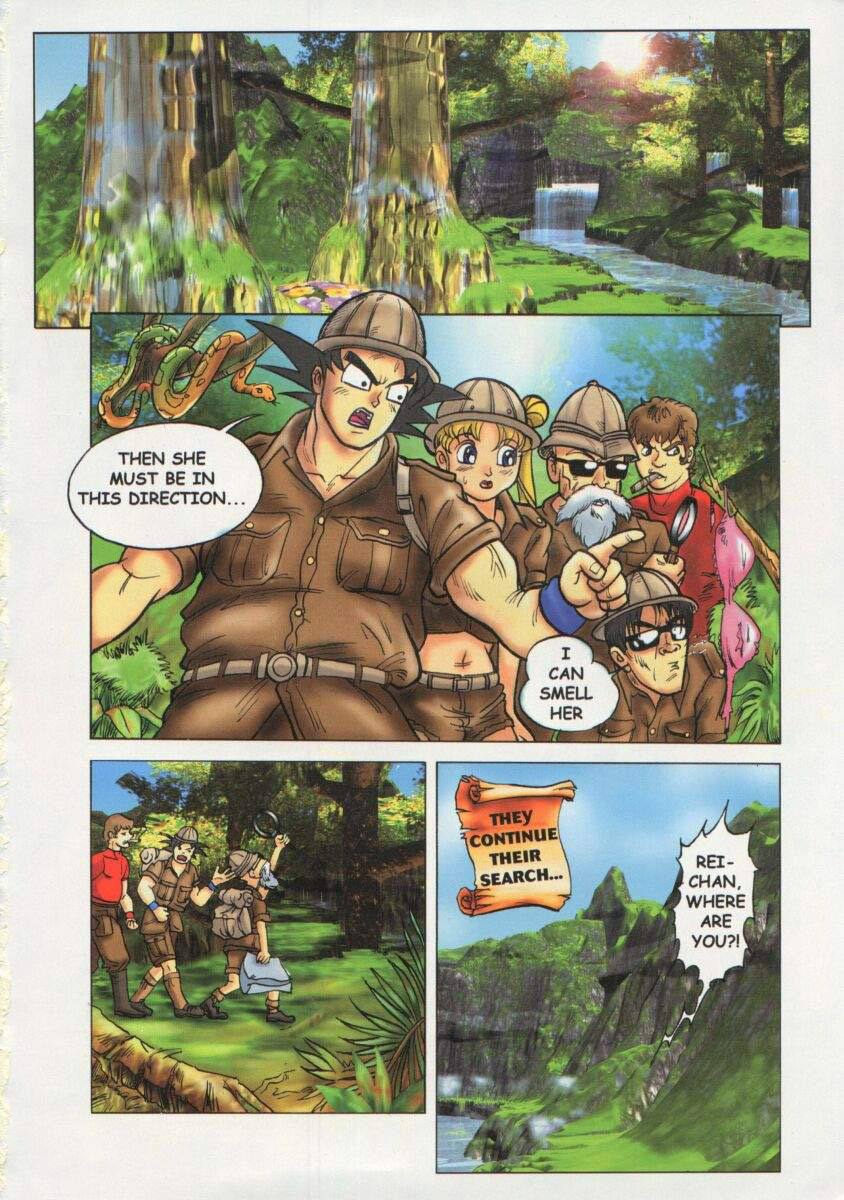 THEN SHE
MUST BE IN
THIS DIRECTION...
I
CAN
SMELL
HER
THEY
CONTINUE
THEIR
SEARCH...
REI-
CHAN,
WHERE
ARE
YOU?!